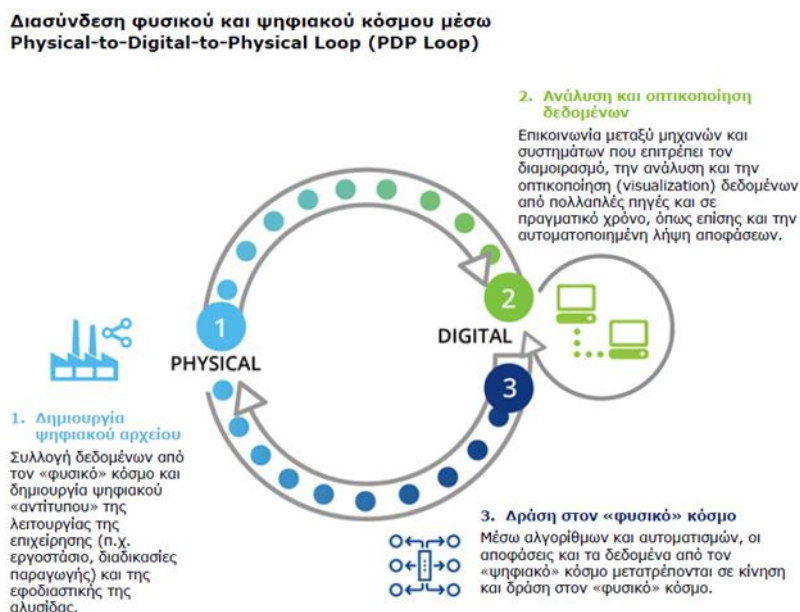 Διασύνδεση φυσικού και ψηφιακού κόσμου μέσω
Physical-to-Digital-to-Physical Loop (PDP Loop)
2. Ανάλυση και οπτικοποίηση
δεδομένων
Επικοινωνία μεταξύ μηχανών και
συστημάτων που επιτρέπει τον
διαμοιρασμό, την ανάλυση και την
οπτικοποίηση (visualization) δεδομένων
από πολλαπλές πηγές και σε
πραγματικό χρόνο, όπως επίσης και την
αυτοματοποιημένη λήψη αποφάσεων.
1
PHYSICAL
2
DIGITAL
3
1. Δημιουργία
ψηφιακού αρχείου
Συλλογή δεδομένων από
τον «φυσικό» κόσμο και
δημιουργία ψηφιακού
«αντίτυπου» της
λειτουργίας της
επιχείρησης (π.χ.
εργοστάσιο, διαδικασίες
παραγωγής) και της
εφοδιαστικής της
αλυσίδας.
3. Δράση στον «φυσικό» κόσμο
Μέσω αλγορίθμων και αυτοματισμών, οι
αποφάσεις και τα δεδομένα από τον
«ψηφιακό» κόσμο μετατρέπονται σε κίνηση
και δράση στον «φυσικό» κόσμο.